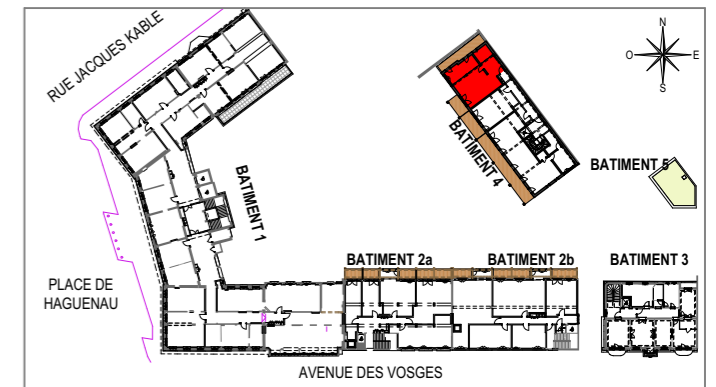 RUE JACQUES KABLE
N
O
E
S
BATIMENT 4
BATIMENT 5
BATIMENT 1
BATIMENT 2a
BATIMENT 2b
BATIMENT 3
PLACE DE
HAGUENAU
AVENUE DES VOSGES